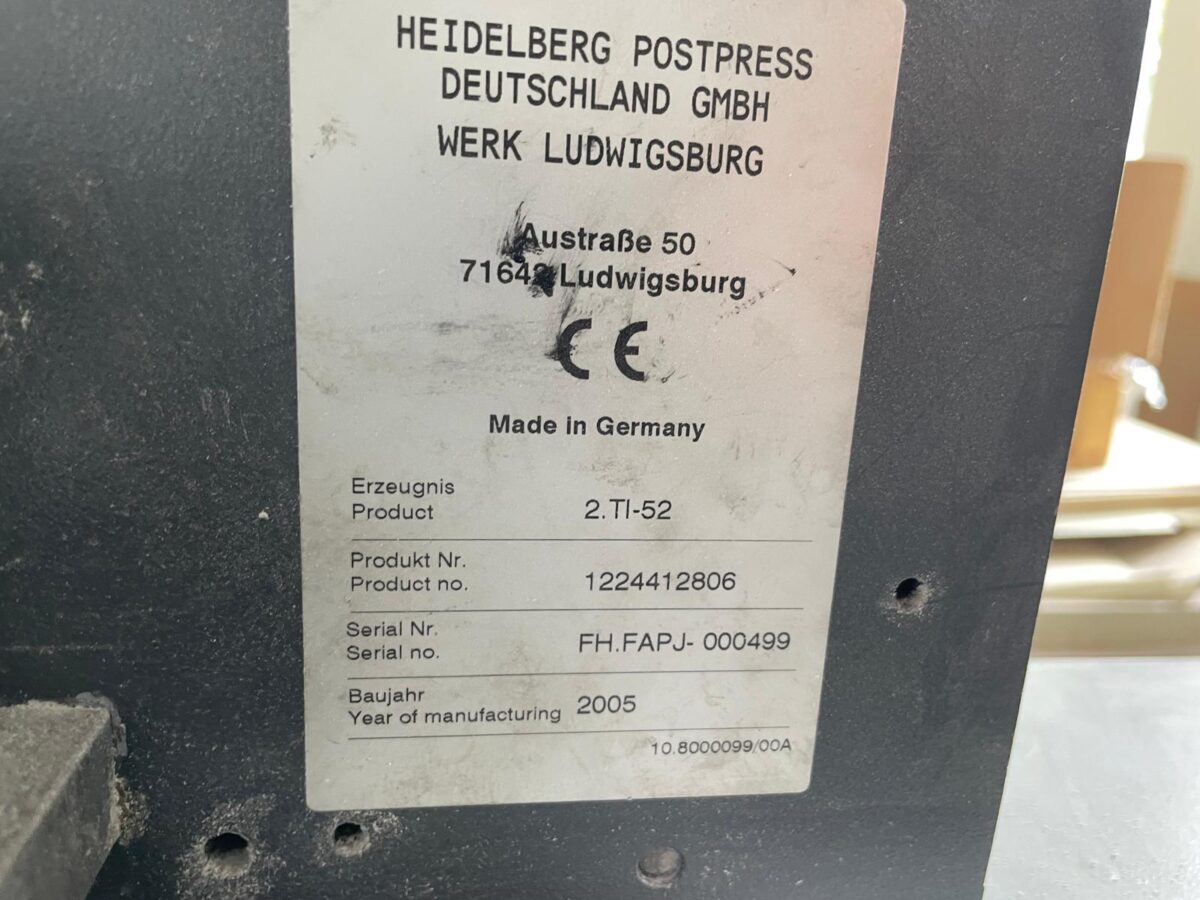 HEIDELBERG POSTPRESS
DEUTSCHLAND GMBH
WERK LUDWIGSBURG
Austraße 50
Ludwigsburg
CE
Made in Germany
Erzeugnis
Product 2.TI-52
Produkt Nr.
Product no. 1224412806
Serial Nr.
Serial no. FH.FAPJ- 000499
Baujahr
Year of manufacturing 2005
10.8000099/00A